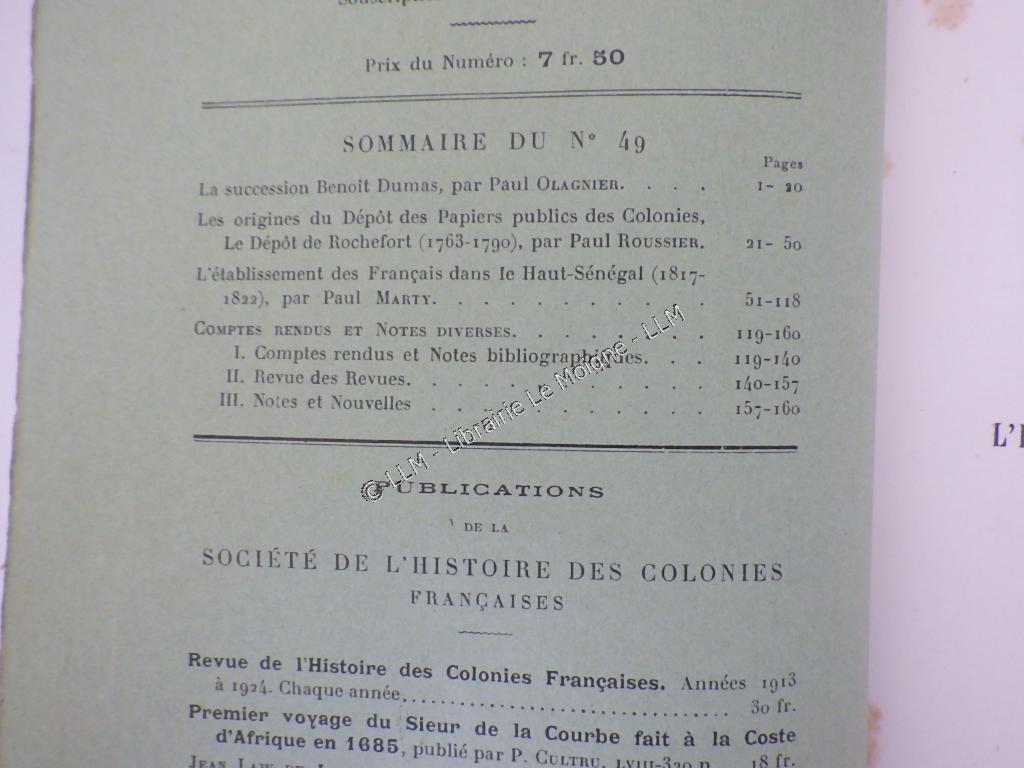 Prix du Numéro : 7 fr. 50
SOMMAIRE DU N° 49
Pages
La succession Benoît Dumas, par Paul OLAGNIER. . . . 1- 20
Les origines du Dépôt des Papiers publics des Colonies,
Le Dépôt de Rochefort (1763-1790), par Paul ROUSSIER. 21- 50
L'établissement des Français dans le Haut-Sénégal (1817-
1822), par Paul MARTY. . . . . . . . . . . 51-118
COMPTES RENDUS ET NOTES DIVERSES. . . . . . . . 119-160
I. Comptes rendus et Notes bibliographiques. . . 119-140
II. Revue des Revues. . . . . . . . . . . . 140-157
III. Notes et Nouvelles . . . . . . . . . . . 157-160
© LLM - Librairie Le Moigne - LLM
PUBLICATIONS
DE LA
SOCIÉTÉ DE L'HISTOIRE DES COLONIES
FRANÇAISES
Revue de l'Histoire des Colonies Françaises. Années 1913
à 1924. Chaque année................................ 30 fr.
Premier voyage du Sieur de la Courbe fait à la Coste
d'Afrique en 1685, publié par P. CULTRU, LVIII-320 p. 18 fr.
JEAN LAW DE